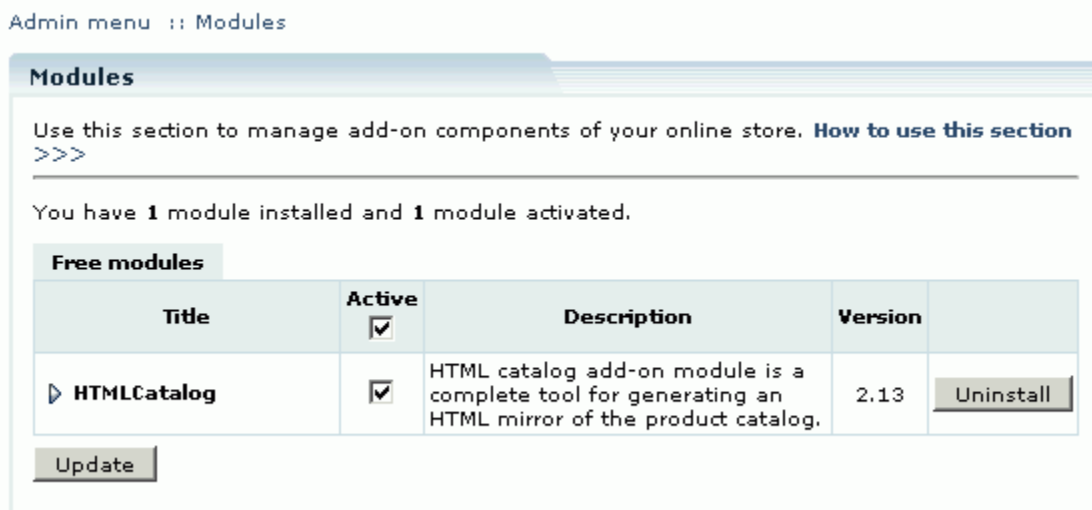 Admin menu :: Modules
Modules
Use this section to manage add-on components of your online store. How to use this section
>>>
You have 1 module installed and 1 module activated.
Free modules
Title
Active
Description
Version
HTMLCatalog
HTML catalog add-on module is a
complete tool for generating an
HTML mirror of the product catalog.
2.13
Uninstall
Update